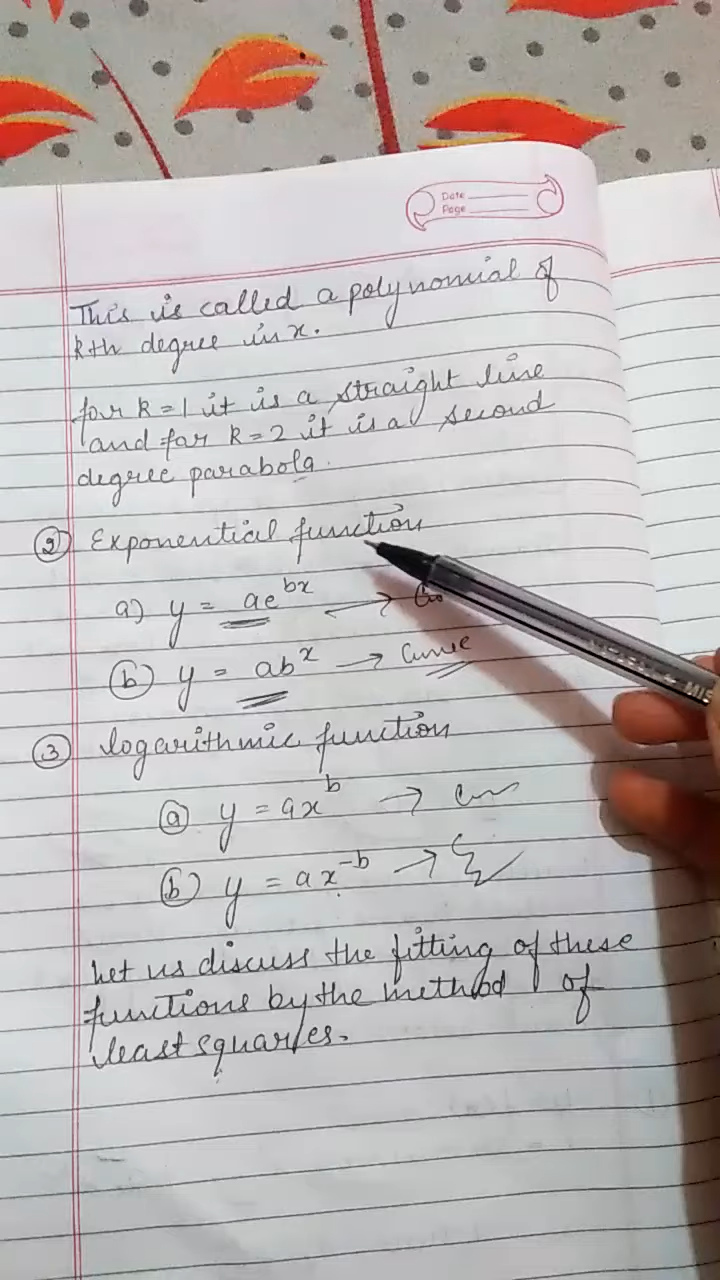 Date
Page
This is called a polynomial of
kth degree in x.
for k=1 it is a straight line
and for k=2 it is a second
degree parabola.
② Exponential function
a) y = ae^bx →
ⓑ y = ab^x → Curve
③ logarithmic function
ⓐ y = ax^b →
ⓑ y = ax^-b →
Let us discuss the fitting of these
functions by the method of
least squares.